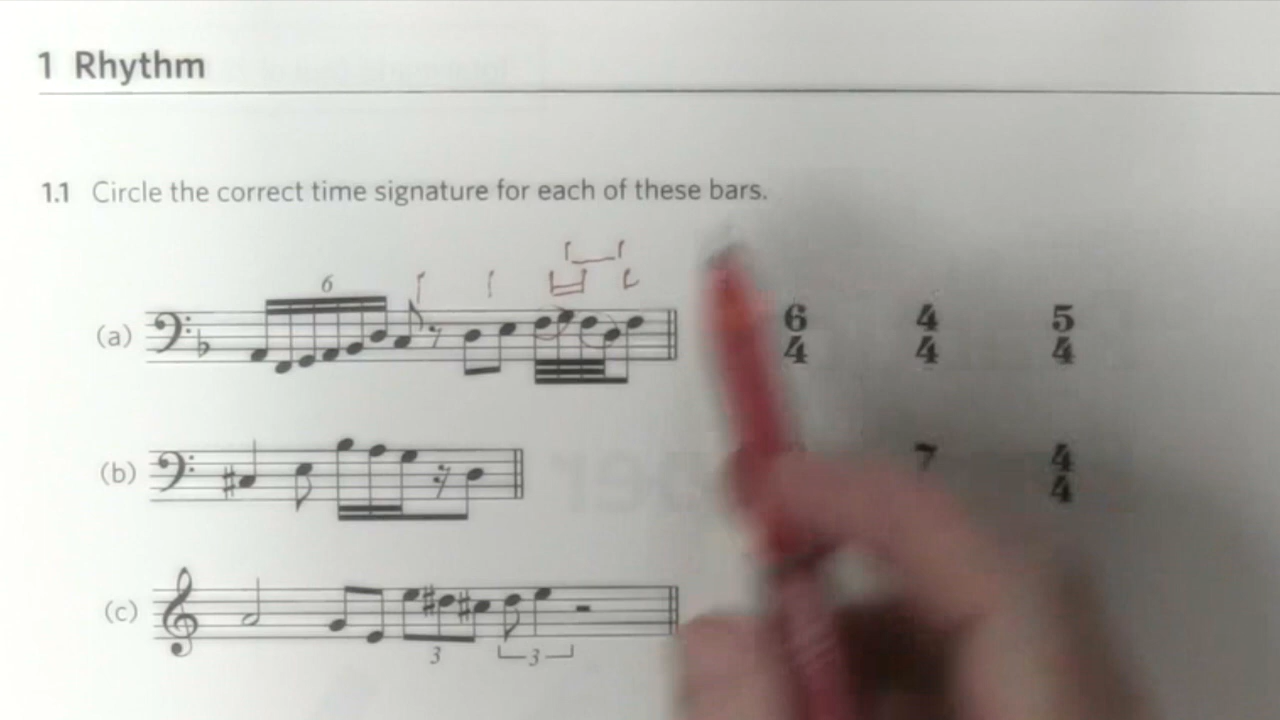 1 Rhythm
1.1 Circle the correct time signature for each of these bars.
6
(a) 6 4 5
4 4 4
(b) 7 4
4
(c)
3 3